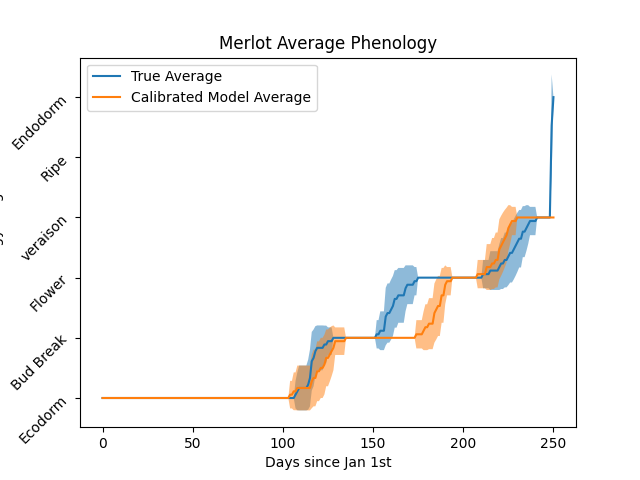 Merlot Average Phenology
True Average
Calibrated Model Average
Endodorm
Ripe
veraison
Flower
Bud Break
Ecodorm
0 50 100 150 200 250
Days since Jan 1st